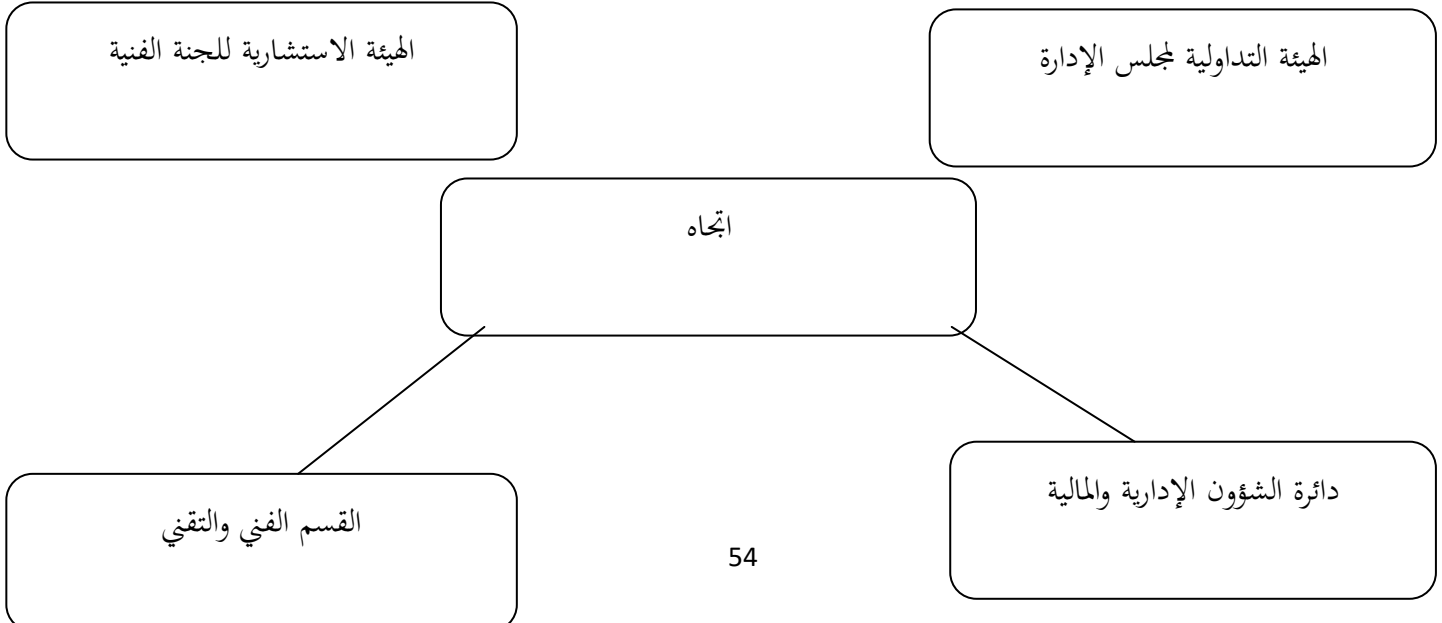 الهيئة التداولية لمجلس الإدارة
الهيئة الاستشارية للجنة الفنية
اتجاه
دائرة الشؤون الإدارية والمالية
القسم الفني والتقني
54